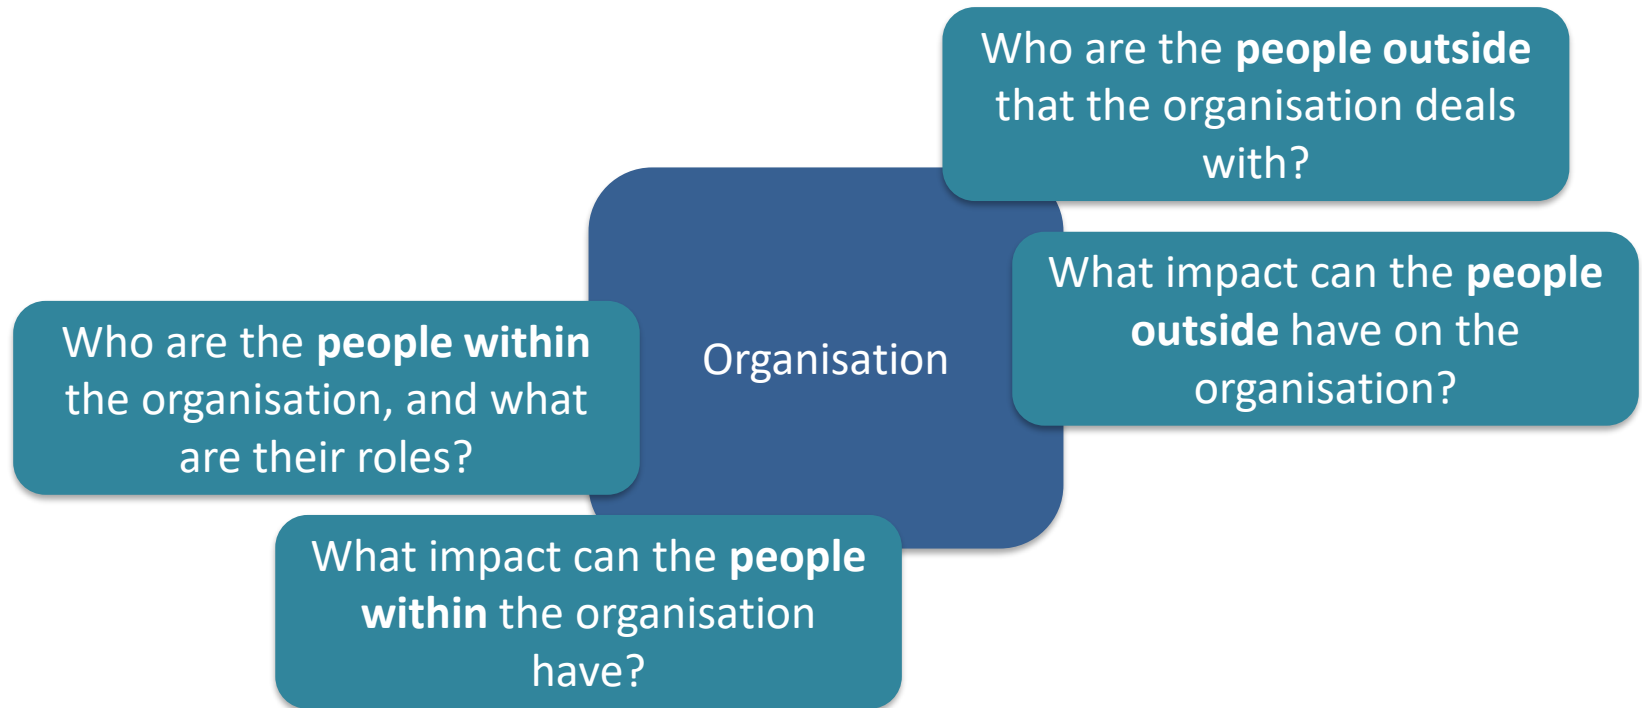 Who are the people outside
that the organisation deals
with?
What impact can the people
outside have on the
organisation?
Organisation
Who are the people within
the organisation, and what
are their roles?
What impact can the people
within the organisation
have?